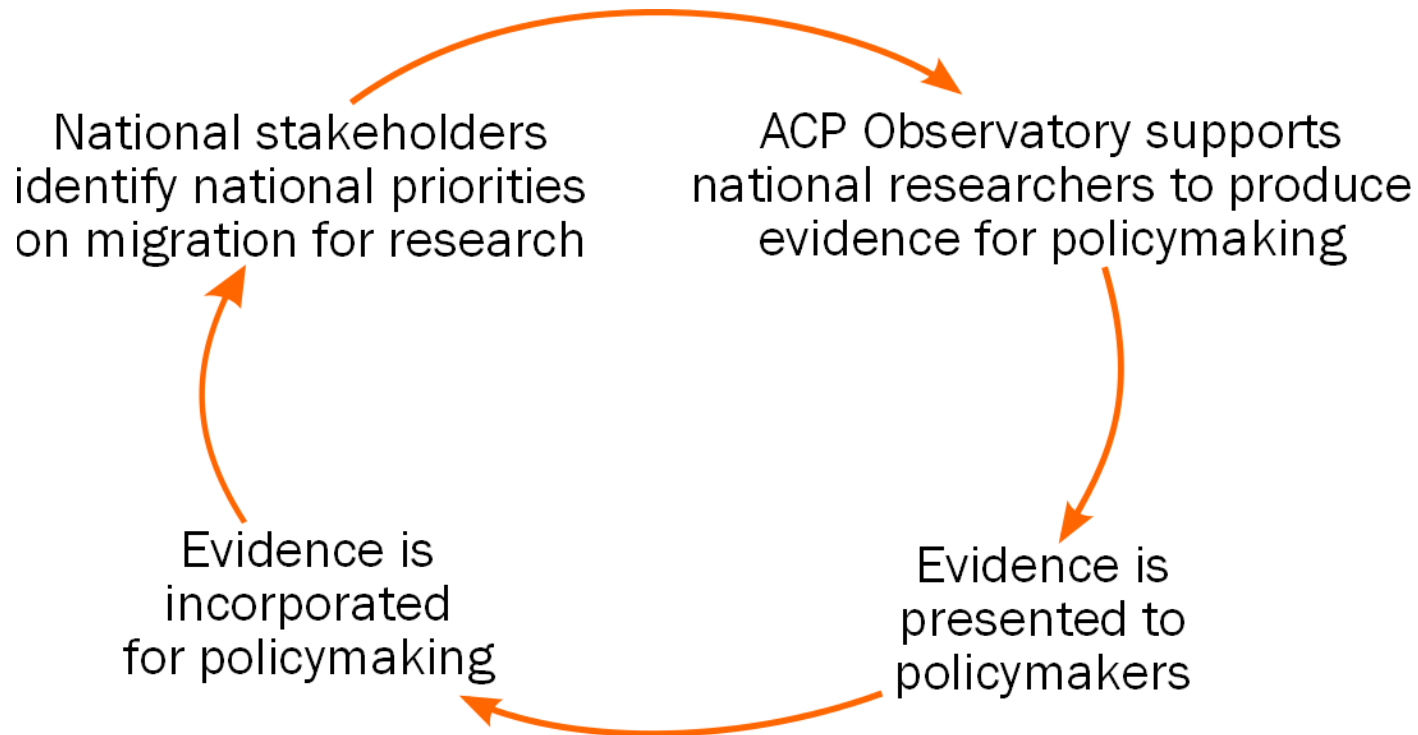 National stakeholders
identify national priorities
on migration for research
ACP Observatory supports
national researchers to produce
evidence for policymaking
Evidence is
presented to
policymakers
Evidence is
incorporated
for policymaking